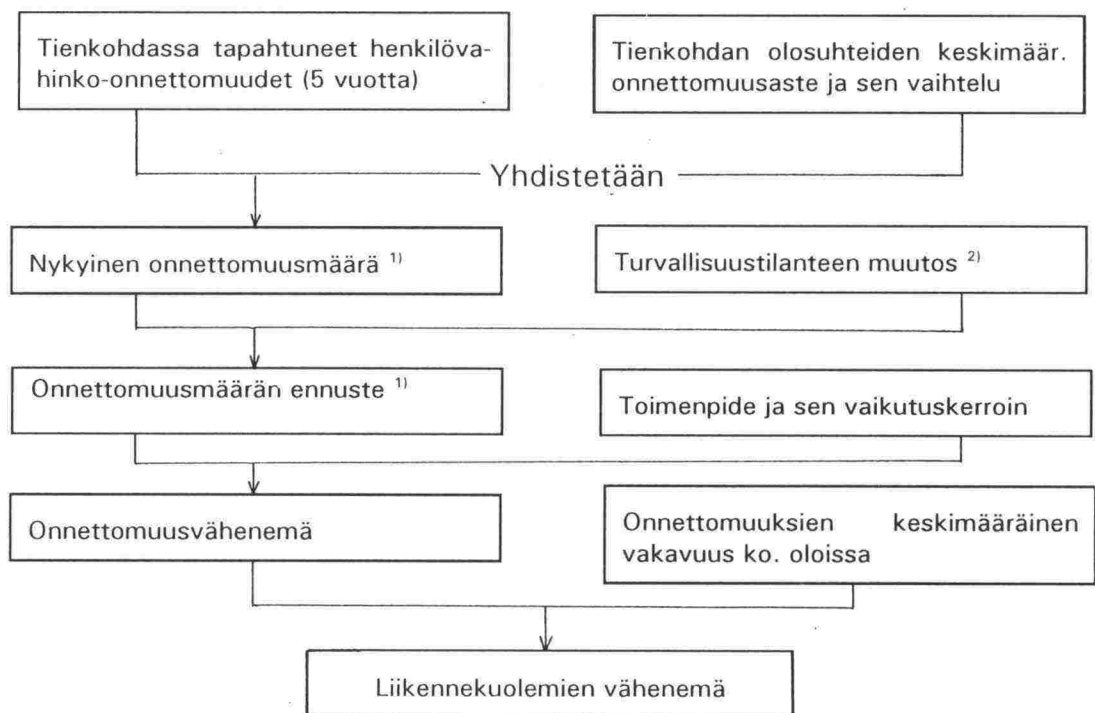 Tienkohdassa tapahtuneet henkilöva-
hinko-onnettomuudet (5 vuotta)
Tienkohdan olosuhteiden keskimäär.
onnettomuusaste ja sen vaihtelu
Yhdistetään
Nykyinen onnettomuusmäärä 1)
Turvallisuustilanteen muutos 2)
Onnettomuusmäärän ennuste 1)
Toimenpide ja sen vaikutuskerroin
Onnettomuusvähenemä
Onnettomuuksien keskimääräinen
vakavuus ko. oloissa
Liikennekuolemien vähenemä